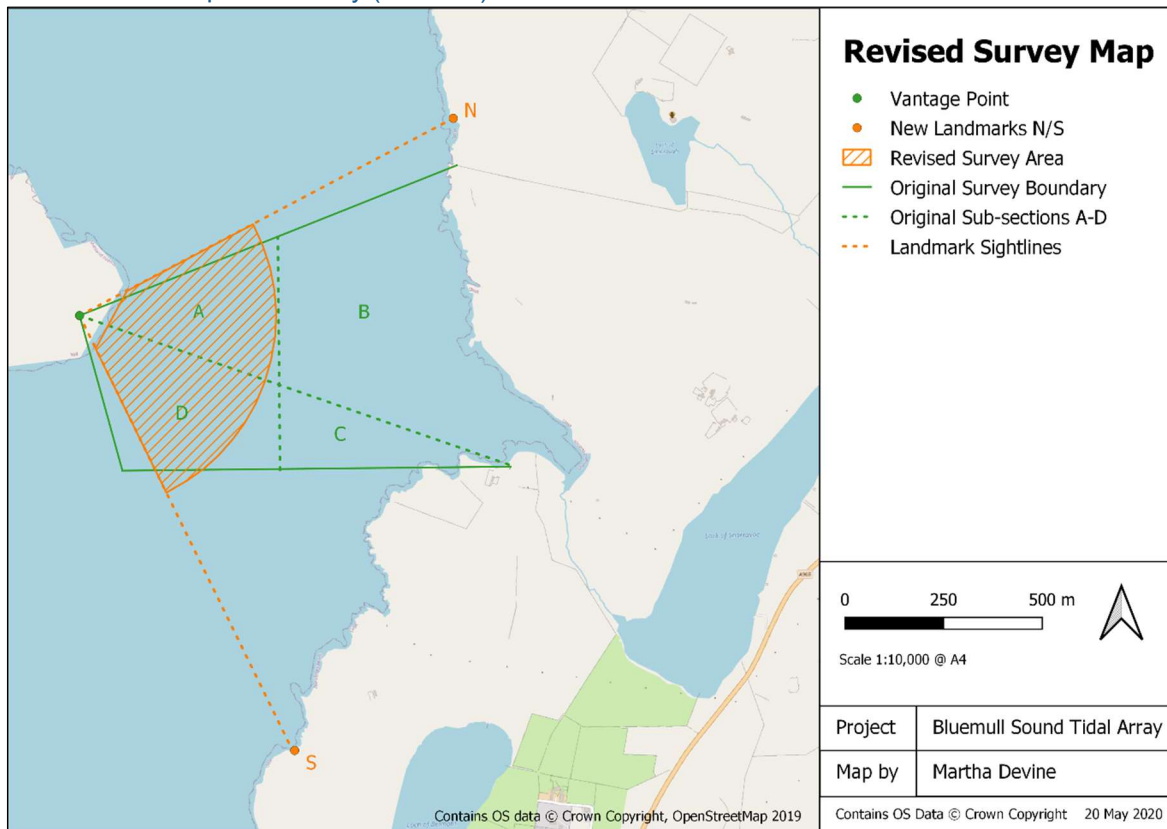 Revised Survey Map
Vantage Point
New Landmarks N/S
Revised Survey Area
Original Survey Boundary
Original Sub-sections A-D
Landmark Sightlines
N
A
B
D
C
S
0 250 500 m
Scale 1:10,000 @ A4
Project Bluemull Sound Tidal Array
Map by Martha Devine
Contains OS data © Crown Copyright, OpenStreetMap 2019
Contains OS Data © Crown Copyright 20 May 2020